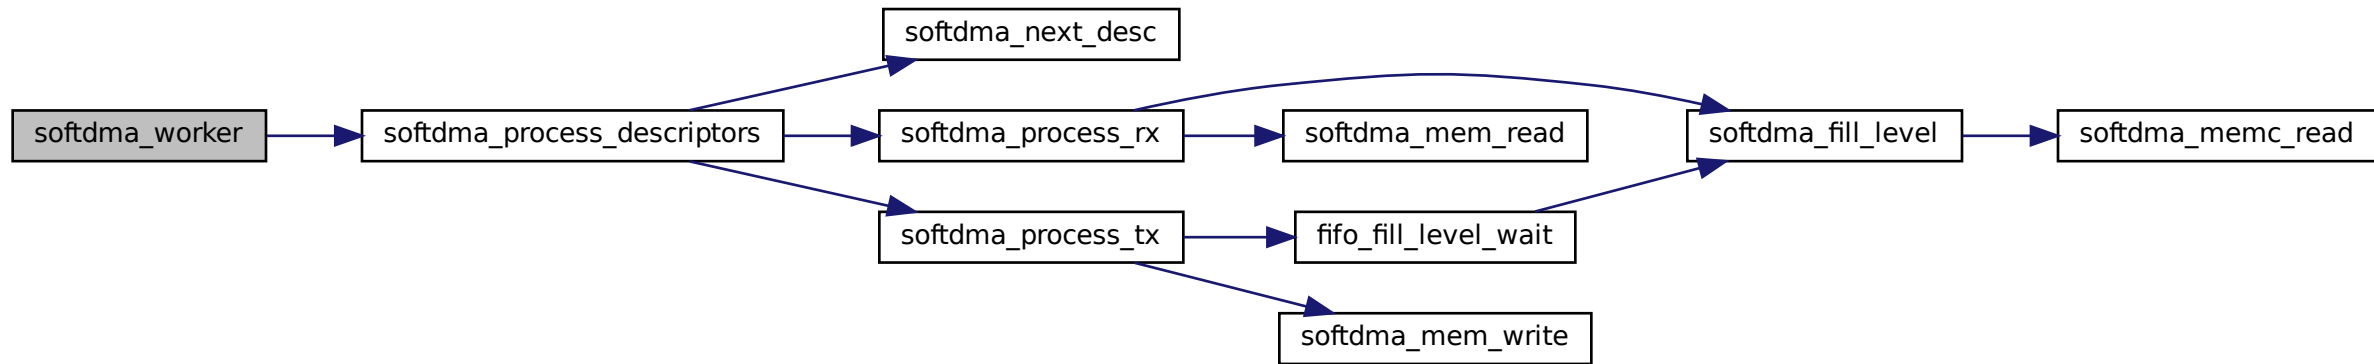 softdma_next_desc
softdma_worker
softdma_process_descriptors
softdma_process_rx
softdma_mem_read
softdma_fill_level
softdma_memc_read
softdma_process_tx
fifo_fill_level_wait
softdma_mem_write